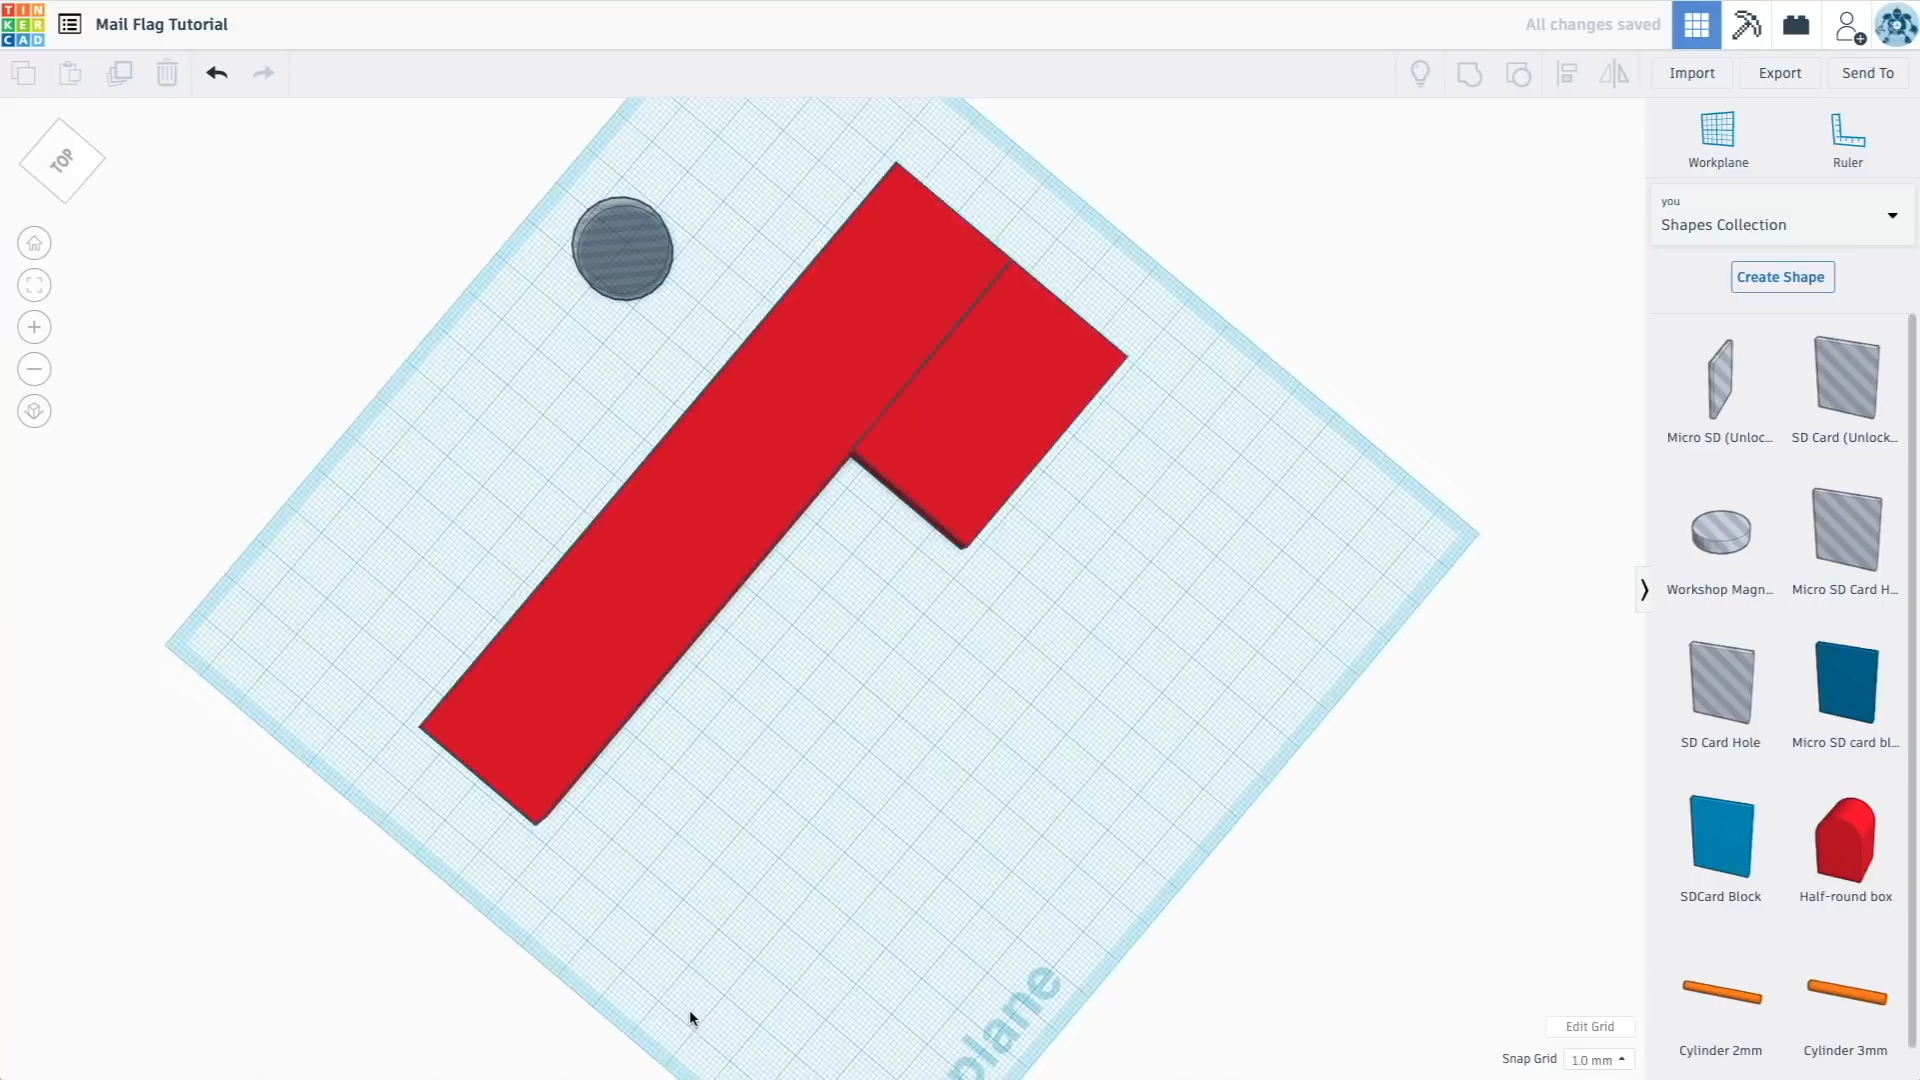 TIN
KER
CAD
Mail Flag Tutorial
All changes saved
Import
Export
Send To
TOP
Workplane
Ruler
you
Shapes Collection
Create Shape
Micro SD (Unloc...
SD Card (Unlock...
Workshop Magn...
Micro SD Card H...
SD Card Hole
Micro SD card bl...
SDCard Block
Half-round box
Cylinder 2mm
Cylinder 3mm
plane
Edit Grid
Snap Grid
1.0 mm